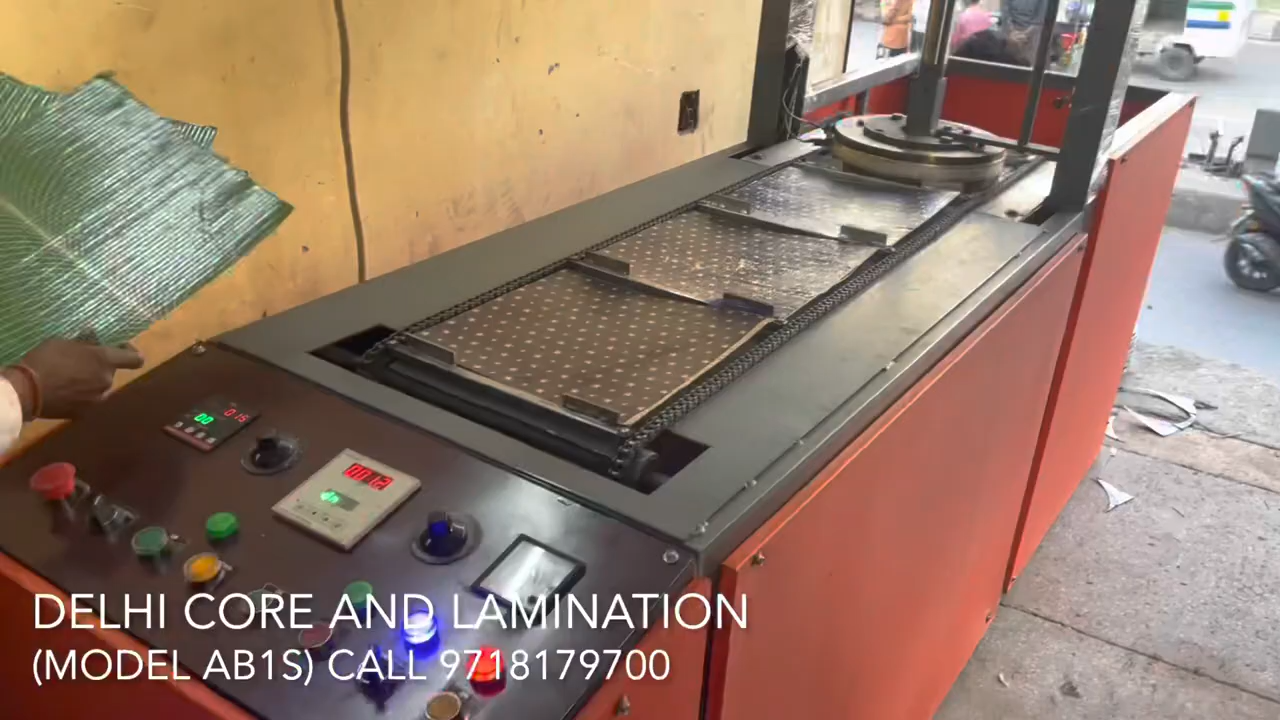 DELHI CORE AND LAMINATION
(MODEL AB1S) CALL 9718179700